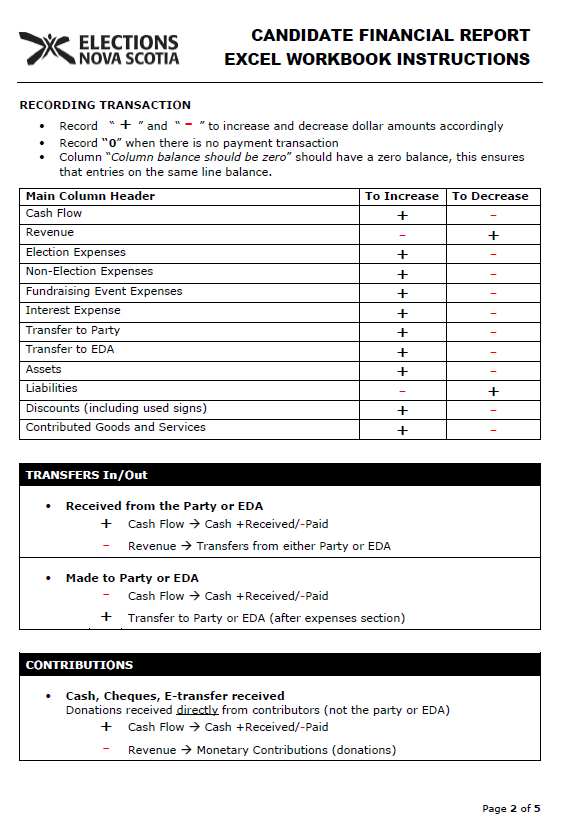 ELECTIONS
NOVA SCOTIA
CANDIDATE FINANCIAL REPORT
EXCEL WORKBOOK INSTRUCTIONS
RECORDING TRANSACTION
• Record “ + ” and “ - ” to increase and decrease dollar amounts accordingly
• Record “0” when there is no payment transaction
• Column “Column balance should be zero” should have a zero balance, this ensures
that entries on the same line balance.
Main Column Header To Increase To Decrease
Cash Flow + -
Revenue - +
Election Expenses + -
Non-Election Expenses + -
Fundraising Event Expenses + -
Interest Expense + -
Transfer to Party + -
Transfer to EDA + -
Assets + -
Liabilities - +
Discounts (including used signs) + -
Contributed Goods and Services + -
TRANSFERS In/Out
• Received from the Party or EDA
+ Cash Flow → Cash +Received/-Paid
- Revenue → Transfers from either Party or EDA
• Made to Party or EDA
- Cash Flow → Cash +Received/-Paid
+ Transfer to Party or EDA (after expenses section)
CONTRIBUTIONS
• Cash, Cheques, E-transfer received
Donations received directly from contributors (not the party or EDA)
+ Cash Flow → Cash +Received/-Paid
- Revenue → Monetary Contributions (donations)
Page 2 of 5